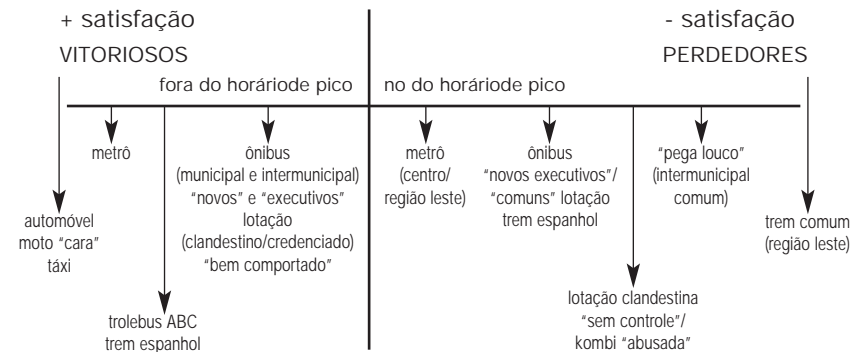 + satisfação
VITORIOSOS
- satisfação
PERDEDORES
fora do horáriode pico
no do horáriode pico
automóvel
moto “cara”
táxi
metrô
trolebus ABC
trem espanhol
ônibus
(municipal e intermunicipal)
“novos” e “executivos”
lotação
(clandestino/credenciado)
“bem comportado”
metrô
(centro/
região leste)
ônibus
“novos executivos”/
“comuns” lotação
trem espanhol
lotação clandestina
“sem controle”/
kombi “abusada”
“pega louco”
(intermunicipal
comum)
trem comum
(região leste)